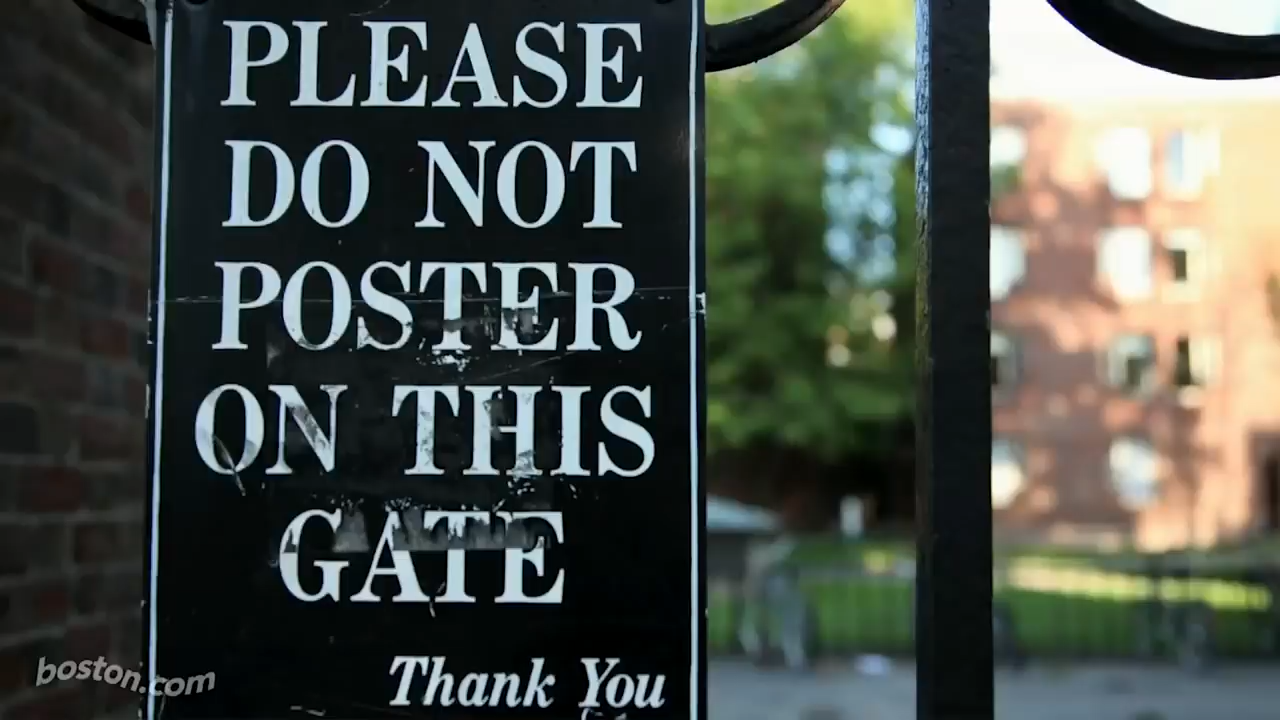 PLEASE
DO NOT
POSTER
ON THIS
GATE
Thank You
boston.com